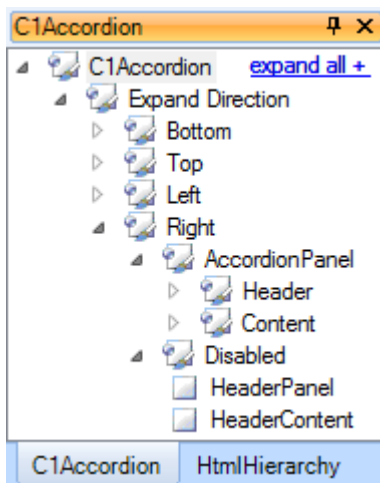 C1Accordion
C1Accordion expand all +
Expand Direction
Bottom
Top
Left
Right
AccordionPanel
Header
Content
Disabled
HeaderPanel
HeaderContent
C1Accordion HtmlHierarchy